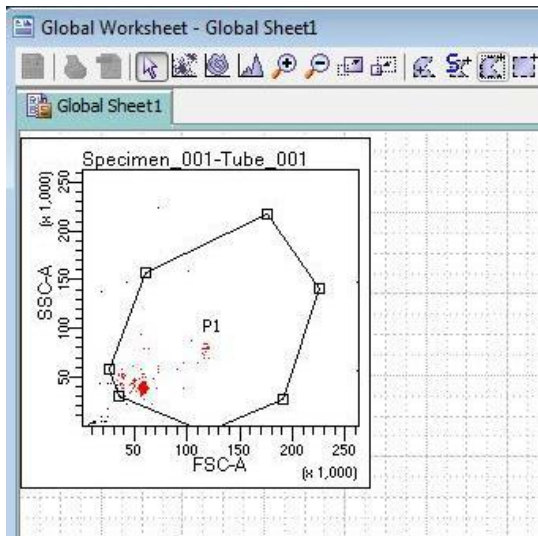 Global Worksheet - Global Sheet1
Global Sheet1
Specimen_001-Tube_001
(x 1,000)
SSC-A
250
200
150
100
50
P1
50 100 150 200 250
FSC-A
(x 1,000)